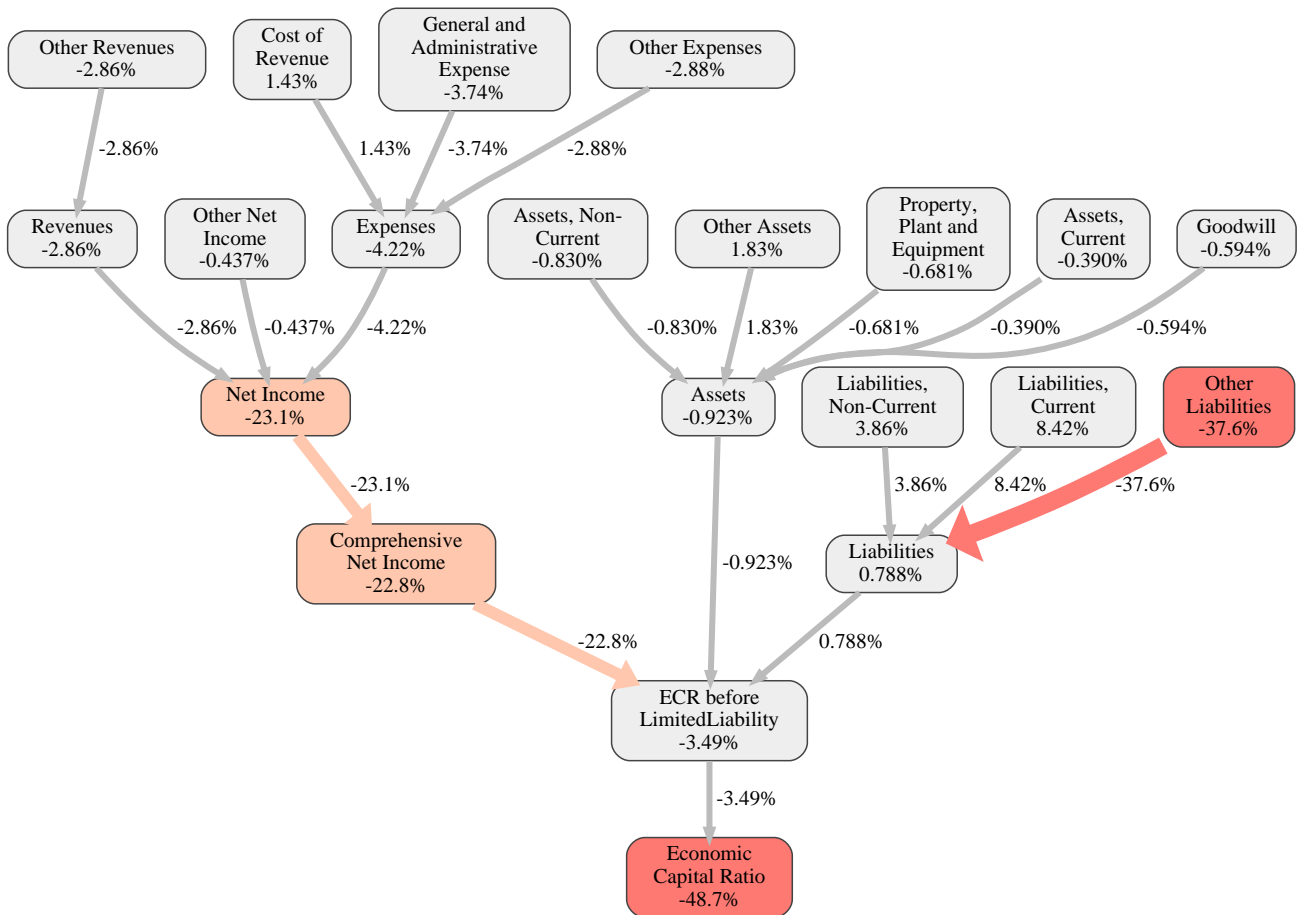 Other Revenues
-2.86%
Cost of
Revenue
1.43%
General and
Administrative
Expense
-3.74%
Other Expenses
-2.88%
-2.86%
1.43%
-3.74%
-2.88%
Revenues
-2.86%
Other Net
Income
-0.437%
Expenses
-4.22%
Assets, Non-
Current
-0.830%
Other Assets
1.83%
Property,
Plant and
Equipment
-0.681%
Assets,
Current
-0.390%
Goodwill
-0.594%
-2.86%
-0.437%
-4.22%
-0.830%
1.83%
-0.681%
-0.390%
-0.594%
Net Income
-23.1%
Assets
-0.923%
Liabilities,
Non-Current
3.86%
Liabilities,
Current
8.42%
Other
Liabilities
-37.6%
-23.1%
3.86%
8.42%
-37.6%
Comprehensive
Net Income
-22.8%
-0.923%
Liabilities
0.788%
-22.8%
0.788%
ECR before
LimitedLiability
-3.49%
-3.49%
Economic
Capital Ratio
-48.7%